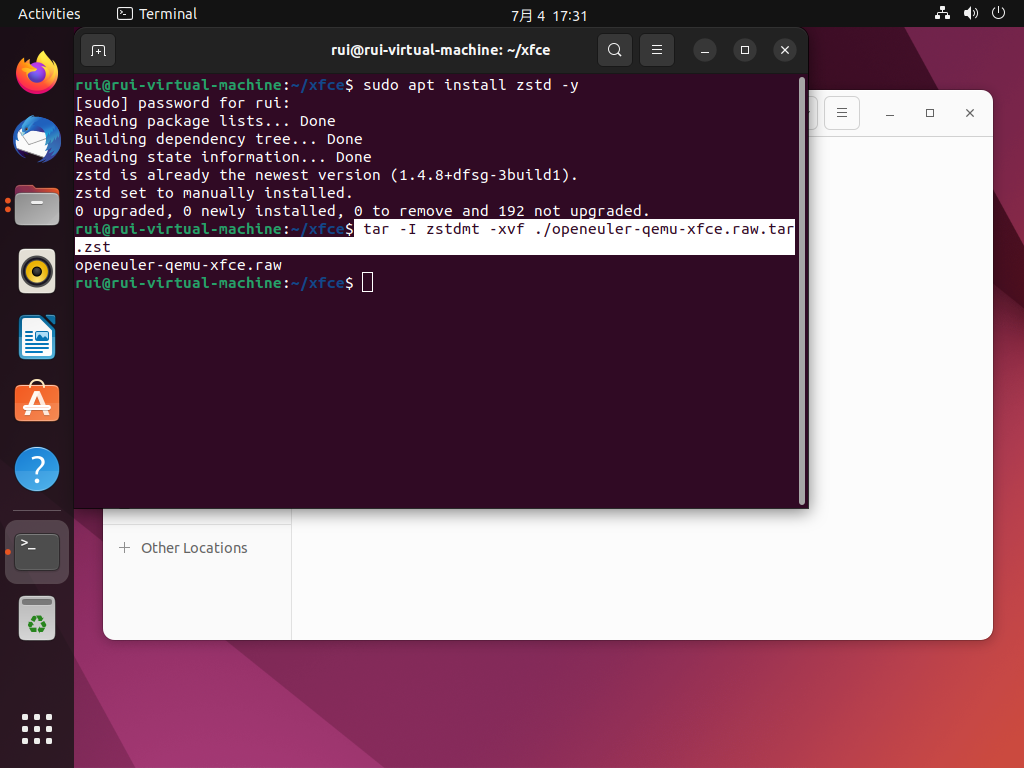 Activities
Terminal
7月 4 17:31
rui@rui-virtual-machine: ~/xfce
rui@rui-virtual-machine:~/xfce$ sudo apt install zstd -y
[sudo] password for rui:
Reading package lists... Done
Building dependency tree... Done
Reading state information... Done
zstd is already the newest version (1.4.8+dfsg-3build1).
zstd set to manually installed.
0 upgraded, 0 newly installed, 0 to remove and 192 not upgraded.
rui@rui-virtual-machine:~/xfce$ tar -I zstdmt -xvf ./openeuler-qemu-xfce.raw.tar
.zst
openeuler-qemu-xfce.raw
rui@rui-virtual-machine:~/xfce$
Other Locations